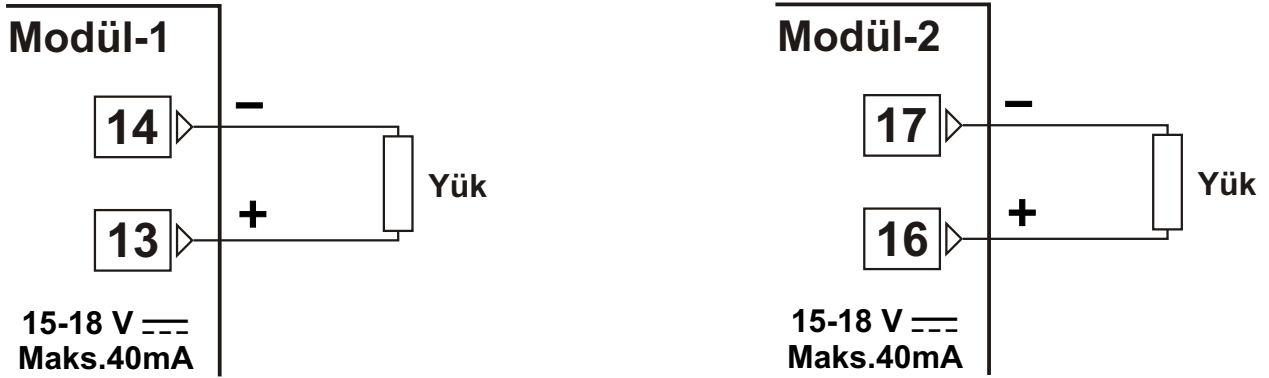 Modül-1
14
−
Yük
13
+
15-18 V ⎓
Maks.40mA
Modül-2
17
−
Yük
16
+
15-18 V ⎓
Maks.40mA